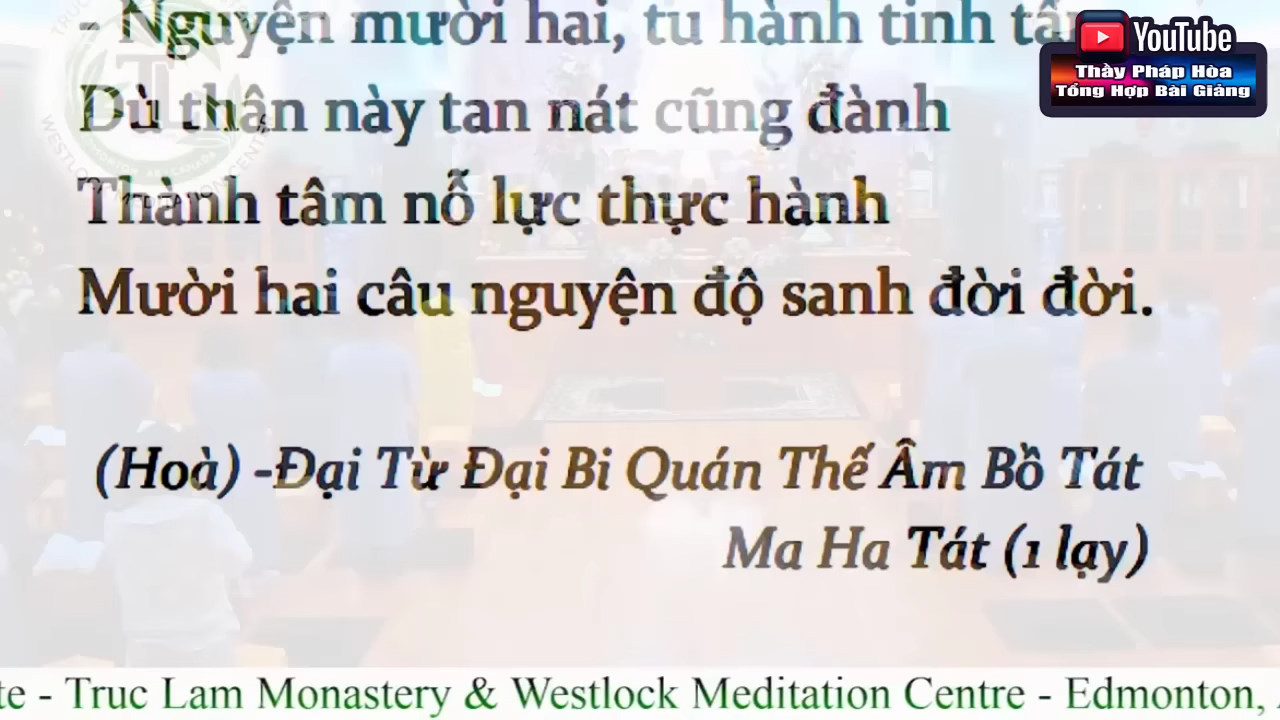 - Nguyện mười hai, tu hành tinh tấn
YouTube
Thầy Pháp Hòa
Tổng Hợp Bài Giảng
Dù thân này tan nát cũng đành
Thành tâm nỗ lực thực hành
Mười hai câu nguyện độ sanh đời đời.
(Hoà) -Đại Từ Đại Bi Quán Thế Âm Bồ Tát
Ma Ha Tát (1 lạy)
te - Truc Lam Monastery & Westlock Meditation Centre - Edmonton,